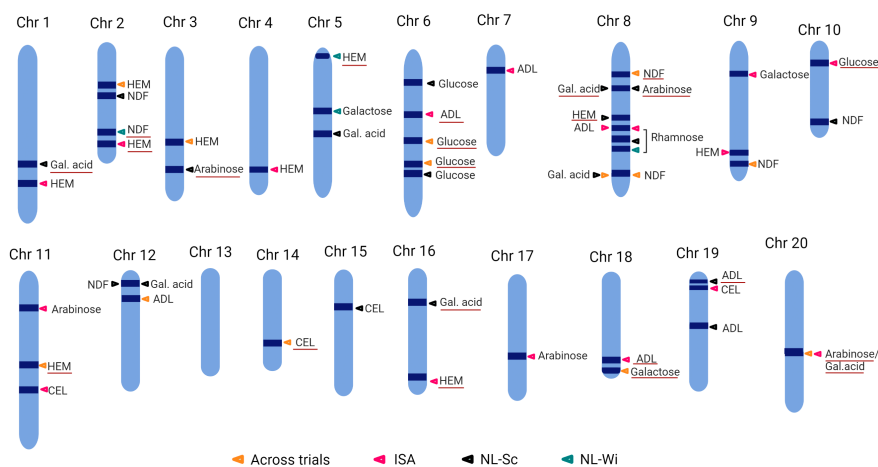 Chr 1
Chr 2
Chr 3
Chr 4
Chr 5
Chr 6
Chr 7
Chr 8
Chr 9
Chr 10
Gal. acid
HEM
HEM
NDF
NDF
HEM
HEM
Arabinose
HEM
HEM
Galactose
Gal. acid
Glucose
ADL
Glucose
Glucose
Glucose
ADL
NDF
Gal. acid
Arabinose
HEM
ADL
Rhamnose
Gal. acid
NDF
Galactose
HEM
NDF
Glucose
NDF
Chr 11
Chr 12
Chr 13
Chr 14
Chr 15
Chr 16
Chr 17
Chr 18
Chr 19
Chr 20
Arabinose
HEM
CEL
NDF
Gal. acid
ADL
CEL
CEL
Gal. acid
HEM
Arabinose
ADL
Galactose
ADL
CEL
ADL
Arabinose/
Gal.acid
Across trials
ISA
NL-Sc
NL-Wi